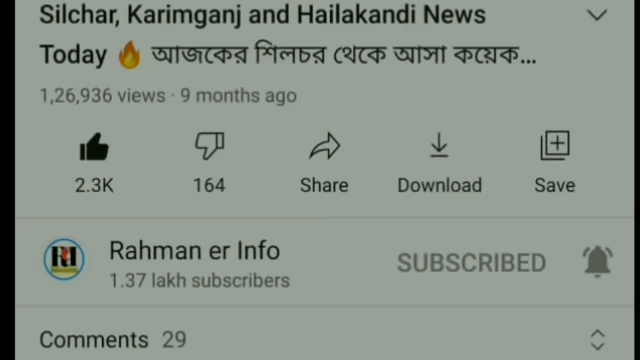 Silchar, Karimganj and Hailakandi News
Today 🔥 আজকের শিলচর থেকে আসা কয়েক...
1,26,936 views · 9 months ago
2.3K
164
Share
Download
Save
Rahman er Info
1.37 lakh subscribers
SUBSCRIBED
Comments 29